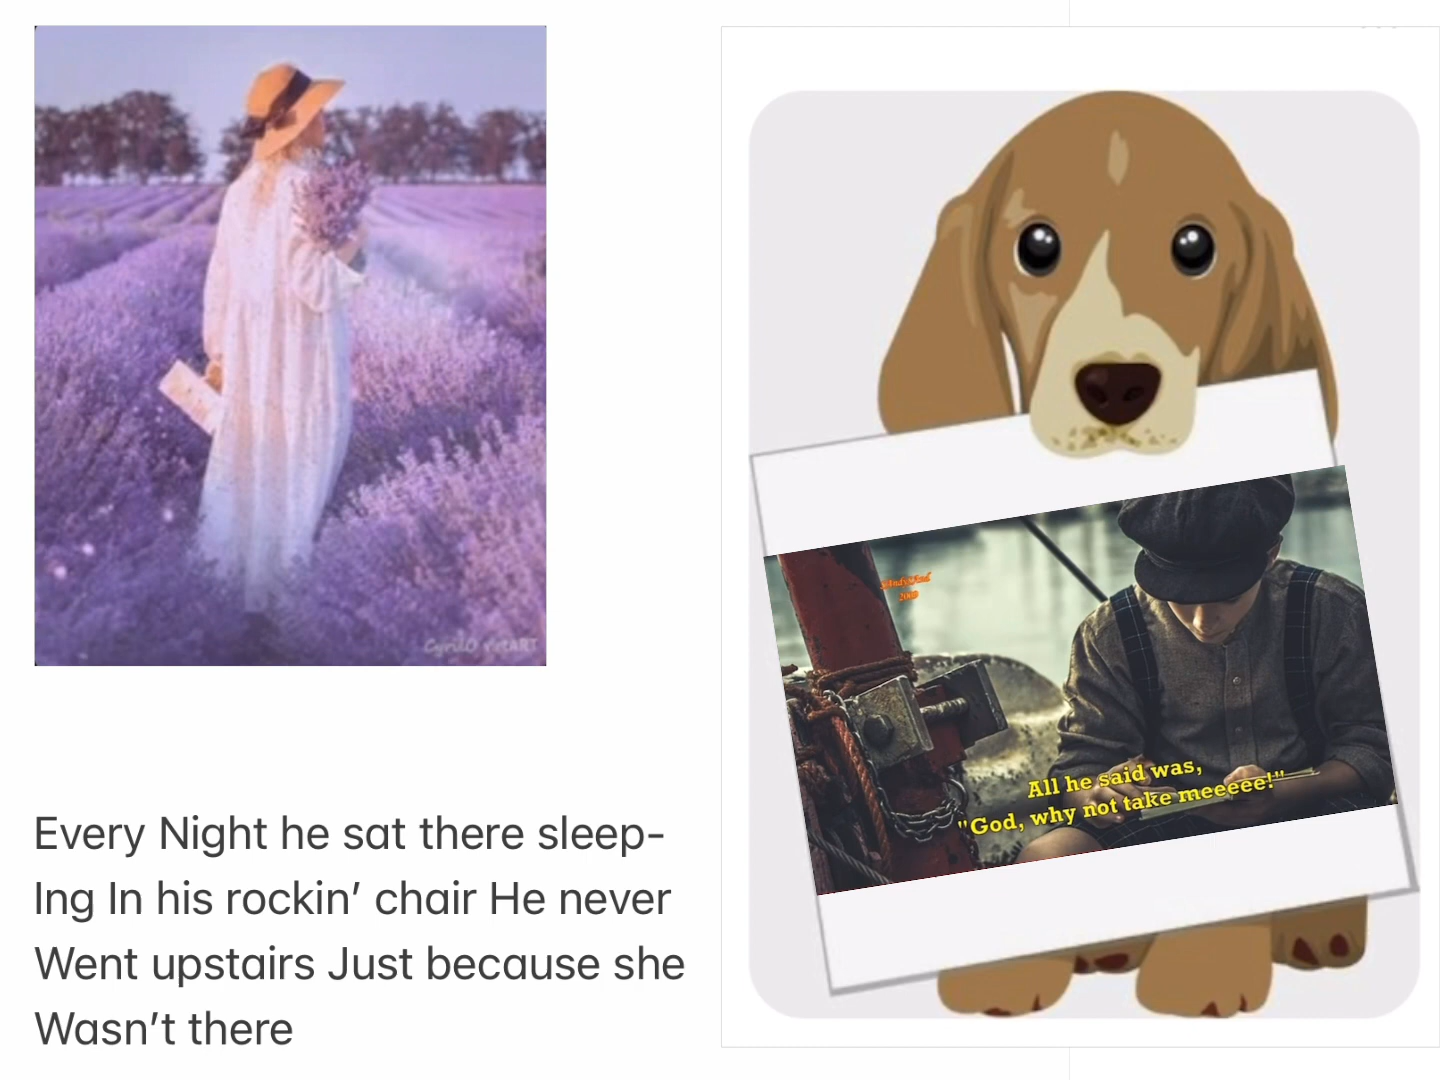 Every Night he sat there sleep-
Ing In his rockin’ chair He never
Went upstairs Just because she
Wasn’t there
All he said was,
"God, why not take meeeee!"